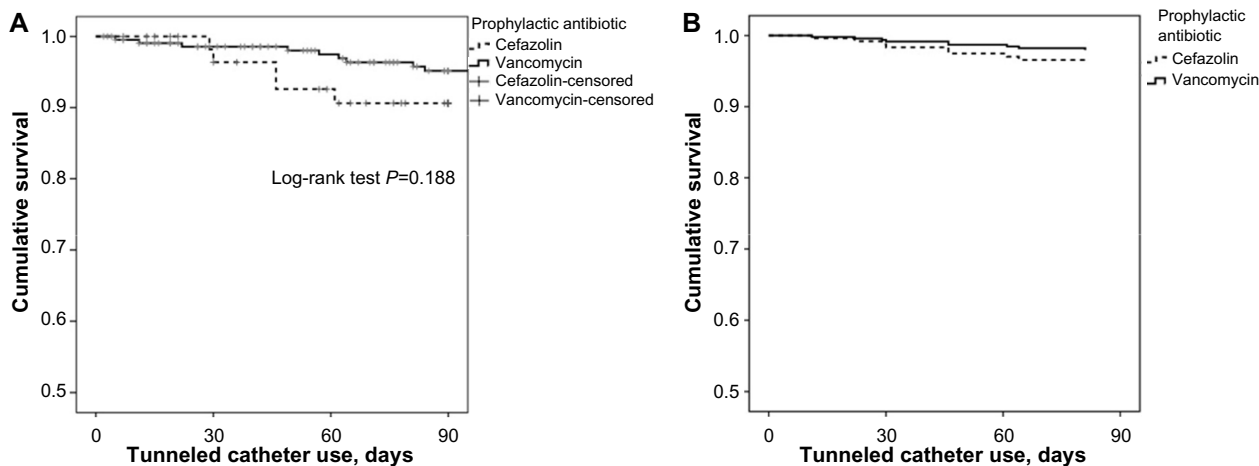 A
Cumulative survival
1.0
0.9
0.8
0.7
0.6
0.5
0
30
60
90
Tunneled catheter use, days
Log-rank test P=0.188
Prophylactic antibiotic
Cefazolin
Vancomycin
Cefazolin-censored
Vancomycin-censored
B
Cumulative survival
1.0
0.9
0.8
0.7
0.6
0.5
0
30
60
90
Tunneled catheter use, days
Prophylactic
antibiotic
Cefazolin
Vancomycin